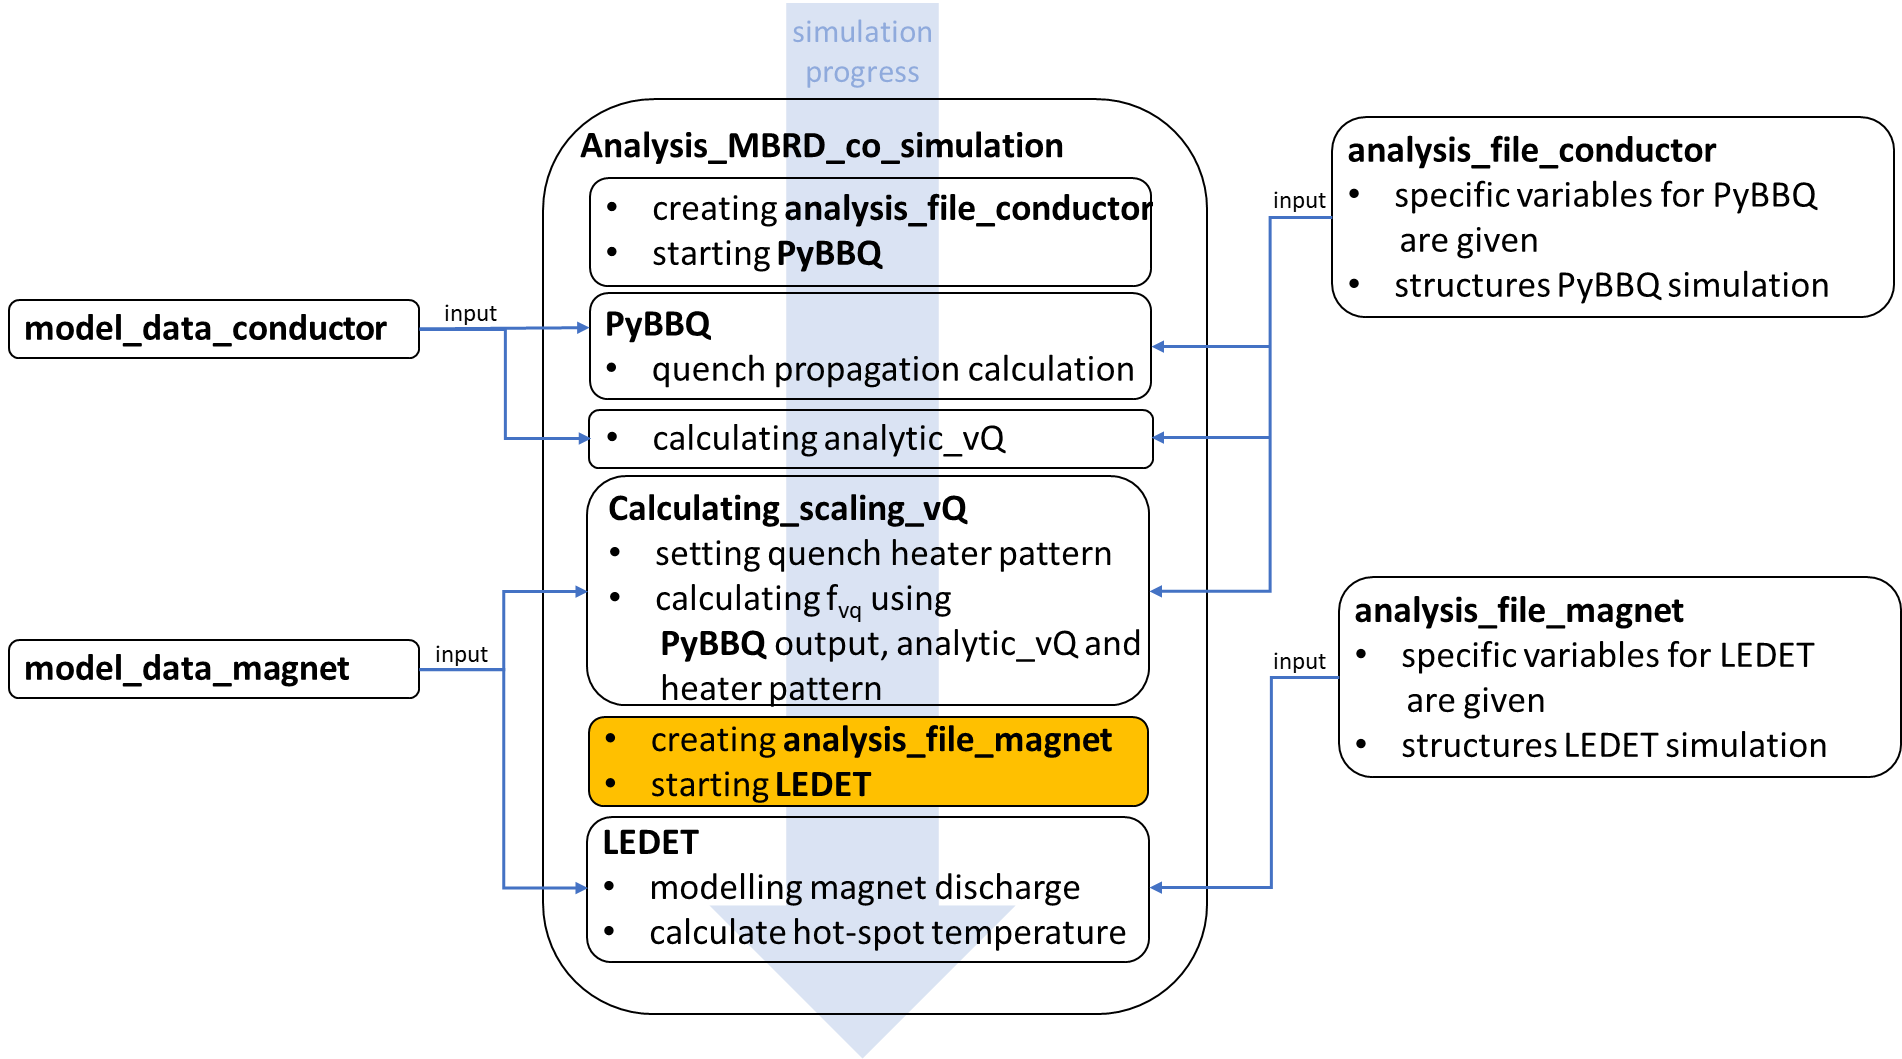 simulation
progress
Analysis_MBRD_co_simulation
• creating analysis_file_conductor
• starting PyBBQ
model_data_conductor
input
PyBBQ
• quench propagation calculation
• calculating analytic_vQ
Calculating_scaling_vQ
• setting quench heater pattern
• calculating fvq using
PyBBQ output, analytic_vQ and
heater pattern
model_data_magnet
input
• creating analysis_file_magnet
• starting LEDET
LEDET
• modelling magnet discharge
• calculate hot-spot temperature
input
analysis_file_conductor
• specific variables for PyBBQ
are given
• structures PyBBQ simulation
input
analysis_file_magnet
• specific variables for LEDET
are given
• structures LEDET simulation